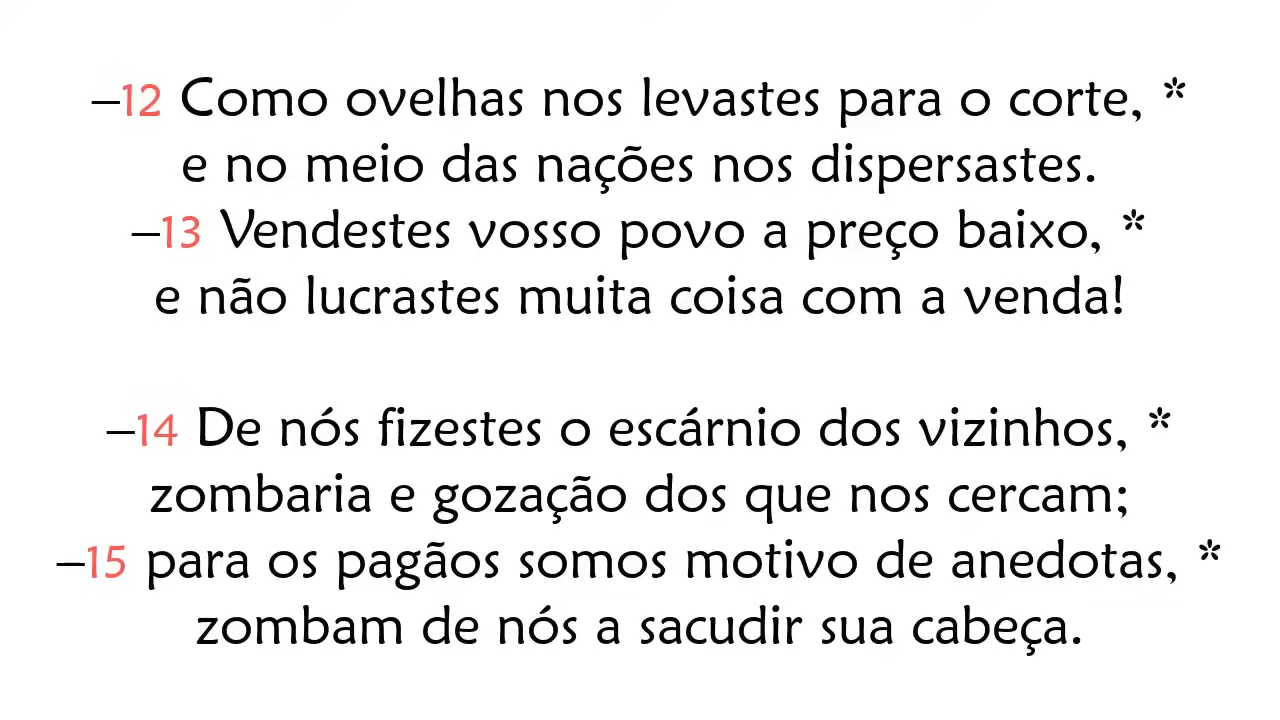 –12 Como ovelhas nos levastes para o corte, *
e no meio das nações nos dispersastes.
–13 Vendestes vosso povo a preço baixo, *
e não lucrastes muita coisa com a venda!
–14 De nós fizestes o escárnio dos vizinhos, *
zombaria e gozação dos que nos cercam;
–15 para os pagãos somos motivo de anedotas, *
zombam de nós a sacudir sua cabeça.